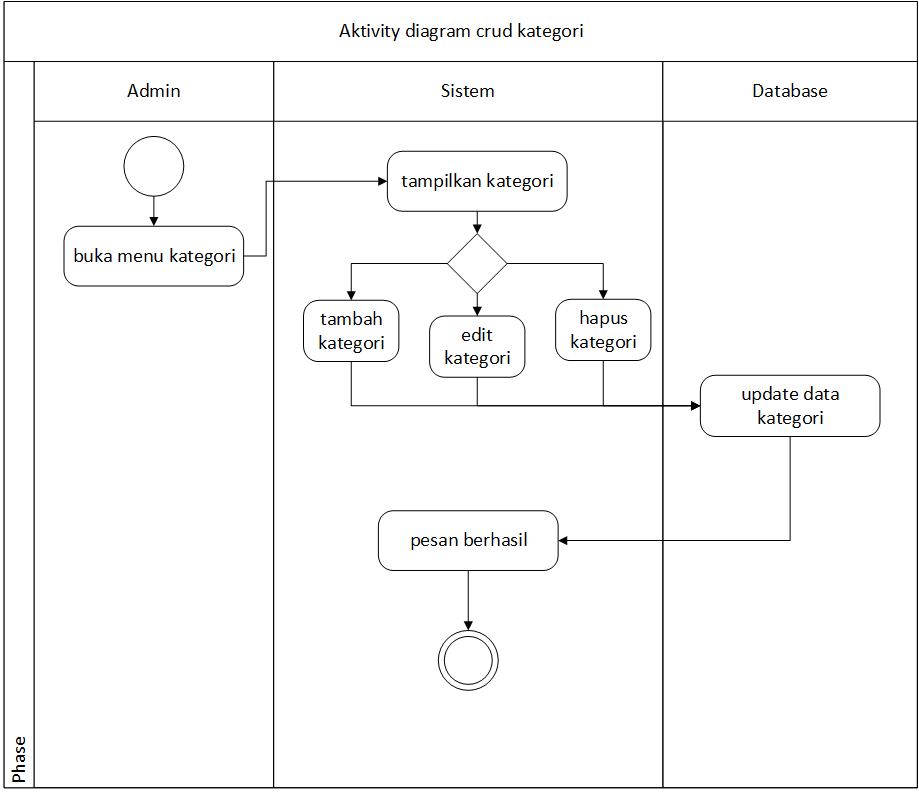 Aktivity diagram crud kategori
Admin
Sistem
Database
tampilkan kategori
buka menu kategori
tambah
kategori
edit
kategori
hapus
kategori
update data
kategori
pesan berhasil
Phase